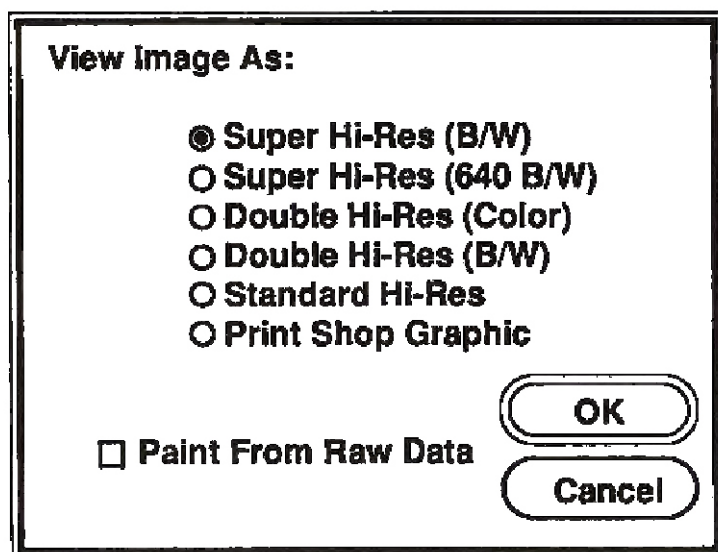 View Image As:
Super Hi-Res (B/W)
Super Hi-Res (640 B/W)
Double Hi-Res (Color)
Double Hi-Res (B/W)
Standard Hi-Res
Print Shop Graphic
OK
Paint From Raw Data
Cancel